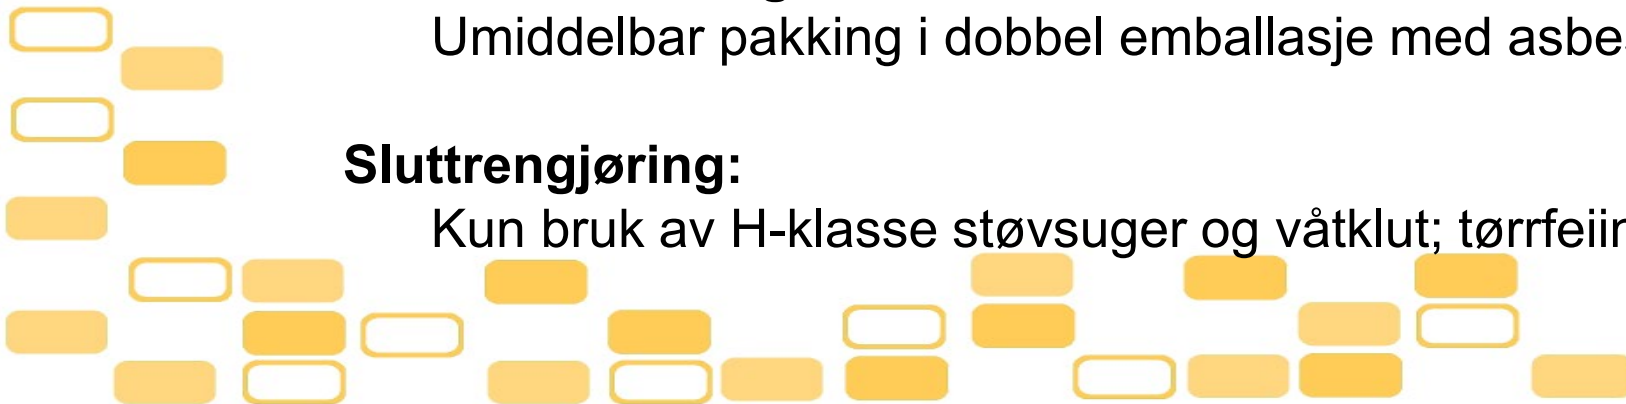 Umiddelbar pakking i dobbel emballasje med
Sluttrengjøring:
Kun bruk av H-klasse støvsuger og våtklut;